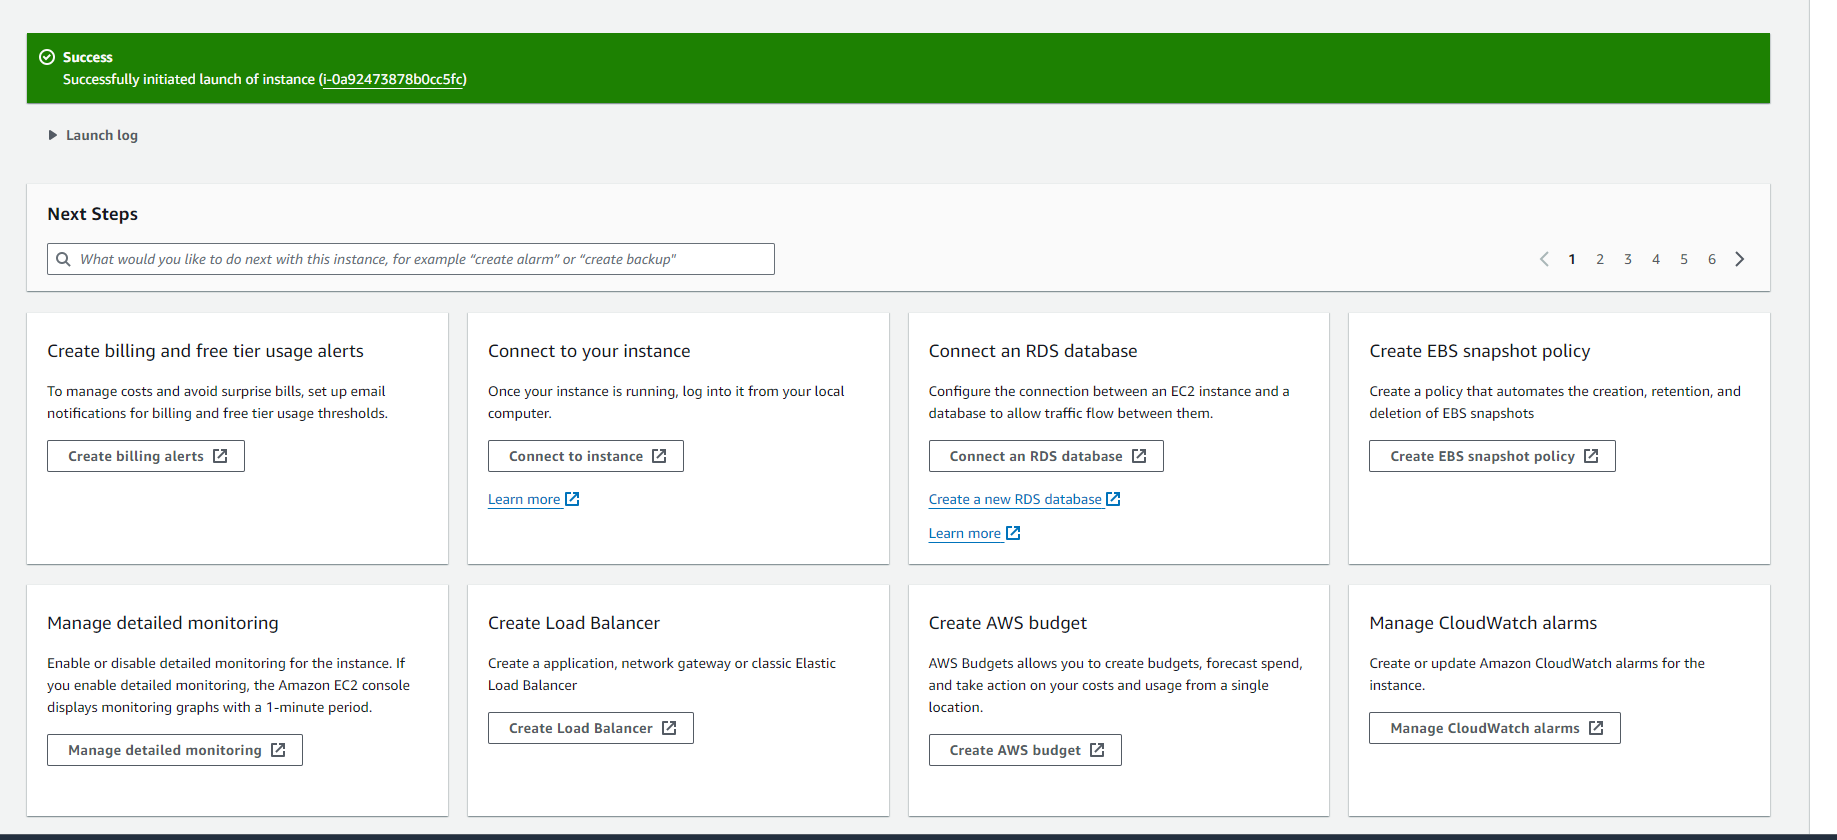 Success
Successfully initiated launch of instance (i-0a92473878b0cc5fc)
Launch log
Next Steps
What would you like to do next with this instance, for example “create alarm” or “create backup"
1 2 3 4 5 6
Create billing and free tier usage alerts
To manage costs and avoid surprise bills, set up email
notifications for billing and free tier usage thresholds.
Create billing alerts
Connect to your instance
Once your instance is running, log into it from your local
computer.
Connect to instance
Learn more
Connect an RDS database
Configure the connection between an EC2 instance and a
database to allow traffic flow between them.
Connect an RDS database
Create a new RDS database
Learn more
Create EBS snapshot policy
Create a policy that automates the creation, retention, and
deletion of EBS snapshots
Create EBS snapshot policy
Manage detailed monitoring
Enable or disable detailed monitoring for the instance. If
you enable detailed monitoring, the Amazon EC2 console
displays monitoring graphs with a 1-minute period.
Manage detailed monitoring
Create Load Balancer
Create a application, network gateway or classic Elastic
Load Balancer
Create Load Balancer
Create AWS budget
AWS Budgets allows you to create budgets, forecast spend,
and take action on your costs and usage from a single
location.
Create AWS budget
Manage CloudWatch alarms
Create or update Amazon CloudWatch alarms for the
instance.
Manage CloudWatch alarms